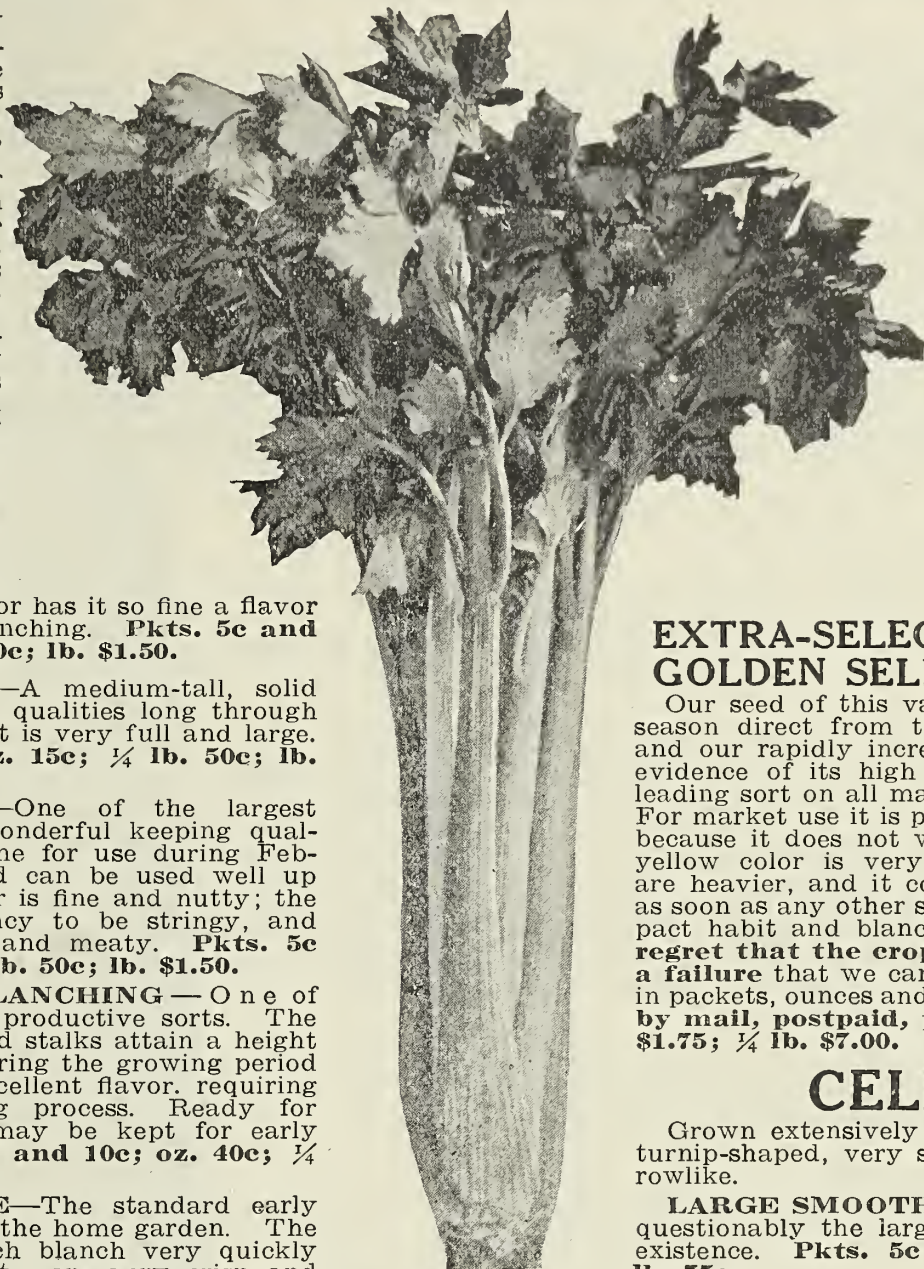 or has it so fine a flavor
nching. Pkts. 5c and
0c; lb. $1.50.
—A medium-tall, solid
qualities long through
t is very full and large.
z. 15c; ¼ lb. 50c; lb.
—One of the largest
onderful keeping qual-
ne for use during Feb-
d can be used well up
r is fine and nutty; the
ncy to be stringy, and
and meaty. Pkts. 5c
b. 50c; lb. $1.50.
LANCHING—One of
productive sorts. The
d stalks attain a height
ring the growing period
cellent flavor. requiring
g process. Ready for
may be kept for early
and 10c; oz. 40c; ¼
E—The standard early
the home garden. The
ch blanch very quickly
EXTRA-SELEC
GOLDEN SEL
Our seed of this va
season direct from t
and our rapidly incre
evidence of its high
leading sort on all ma
For market use it is p
because it does not v
yellow color is very
are heavier, and it co
as soon as any other s
pact habit and blanc
regret that the crop
a failure that we can
in packets, ounces and
by mail, postpaid,
$1.75; ¼ lb. $7.00.
CEL
Grown extensively
turnip-shaped, very s
rowlike.
LARGE SMOOTH
questionably the larg
existence. Pkts. 5c